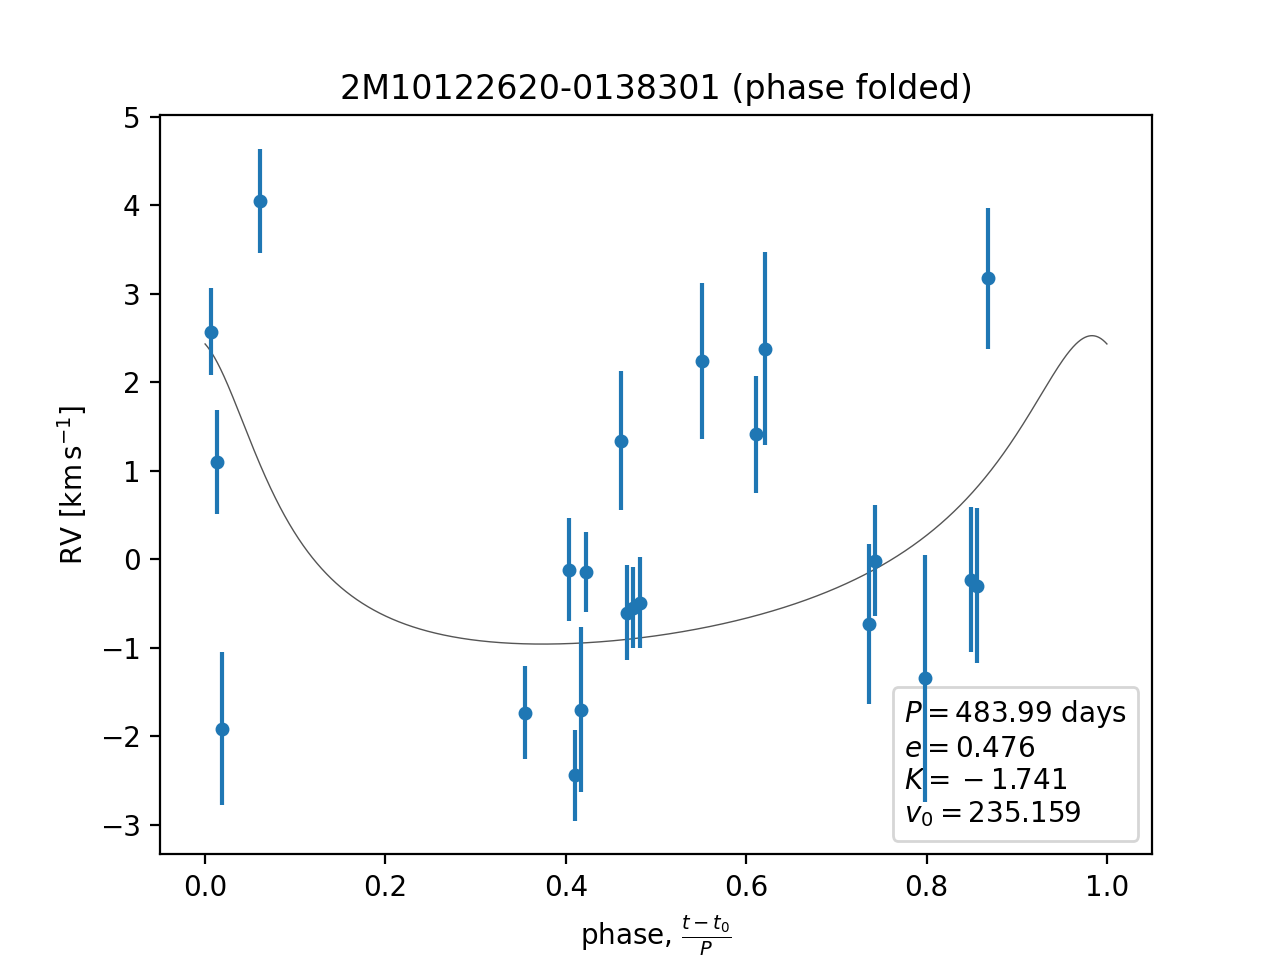 2M10122620-0138301 (phase folded)
5
4
3
2
1
0
−1
−2
−3
RV [km s⁻¹]
P = 483.99 days
e = 0.476
K = −1.741
v₀ = 235.159
0.0 0.2 0.4 0.6 0.8 1.0
phase, (t − t₀)/P